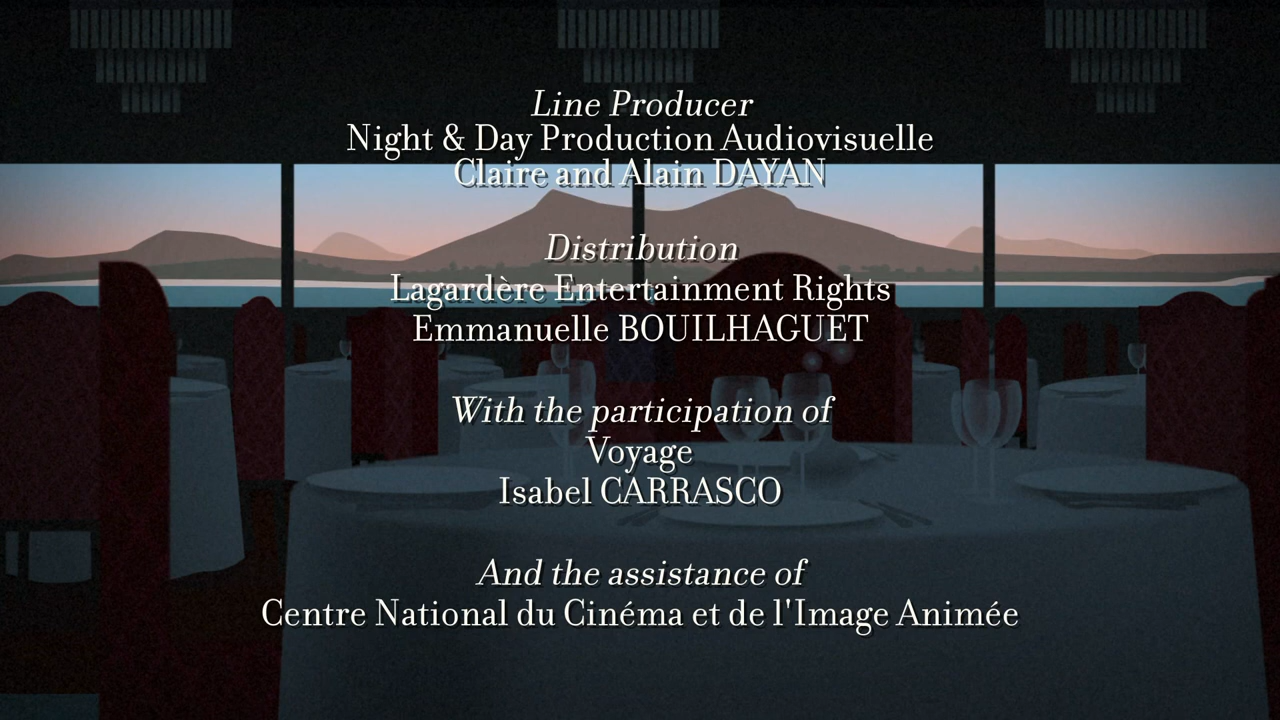 Line Producer
Night & Day Production Audiovisuelle
Claire and Alain DAYAN
Distribution
Lagardère Entertainment Rights
Emmanuelle BOUILHAGUET
With the participation of
Voyage
Isabel CARRASCO
And the assistance of
Centre National du Cinéma et de l'Image Animée